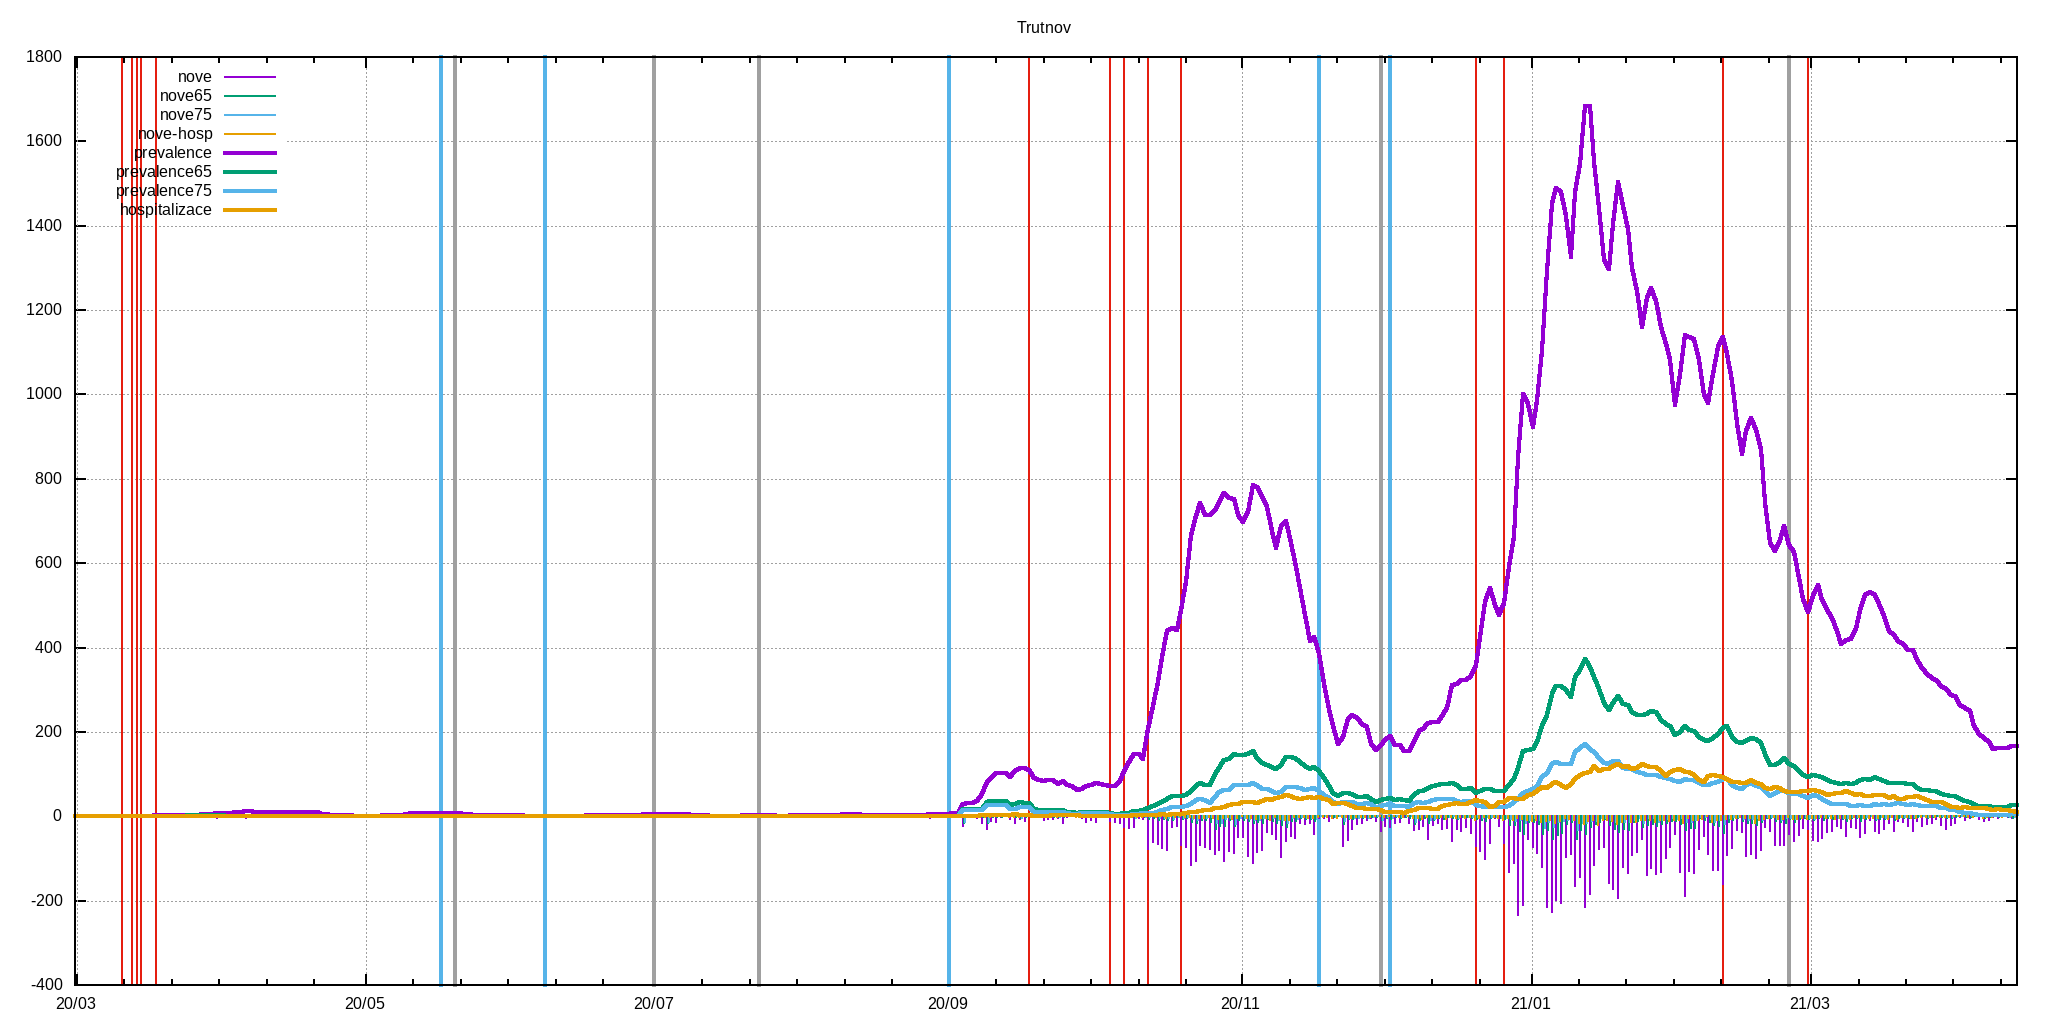 Trutnov
1800
1600
1400
1200
1000
800
600
400
200
0
-200
-400
nove
nove65
nove75
nove-hosp
prevalence
prevalence65
prevalence75
hospitalizace
20/03
20/05
20/07
20/09
20/11
21/01
21/03